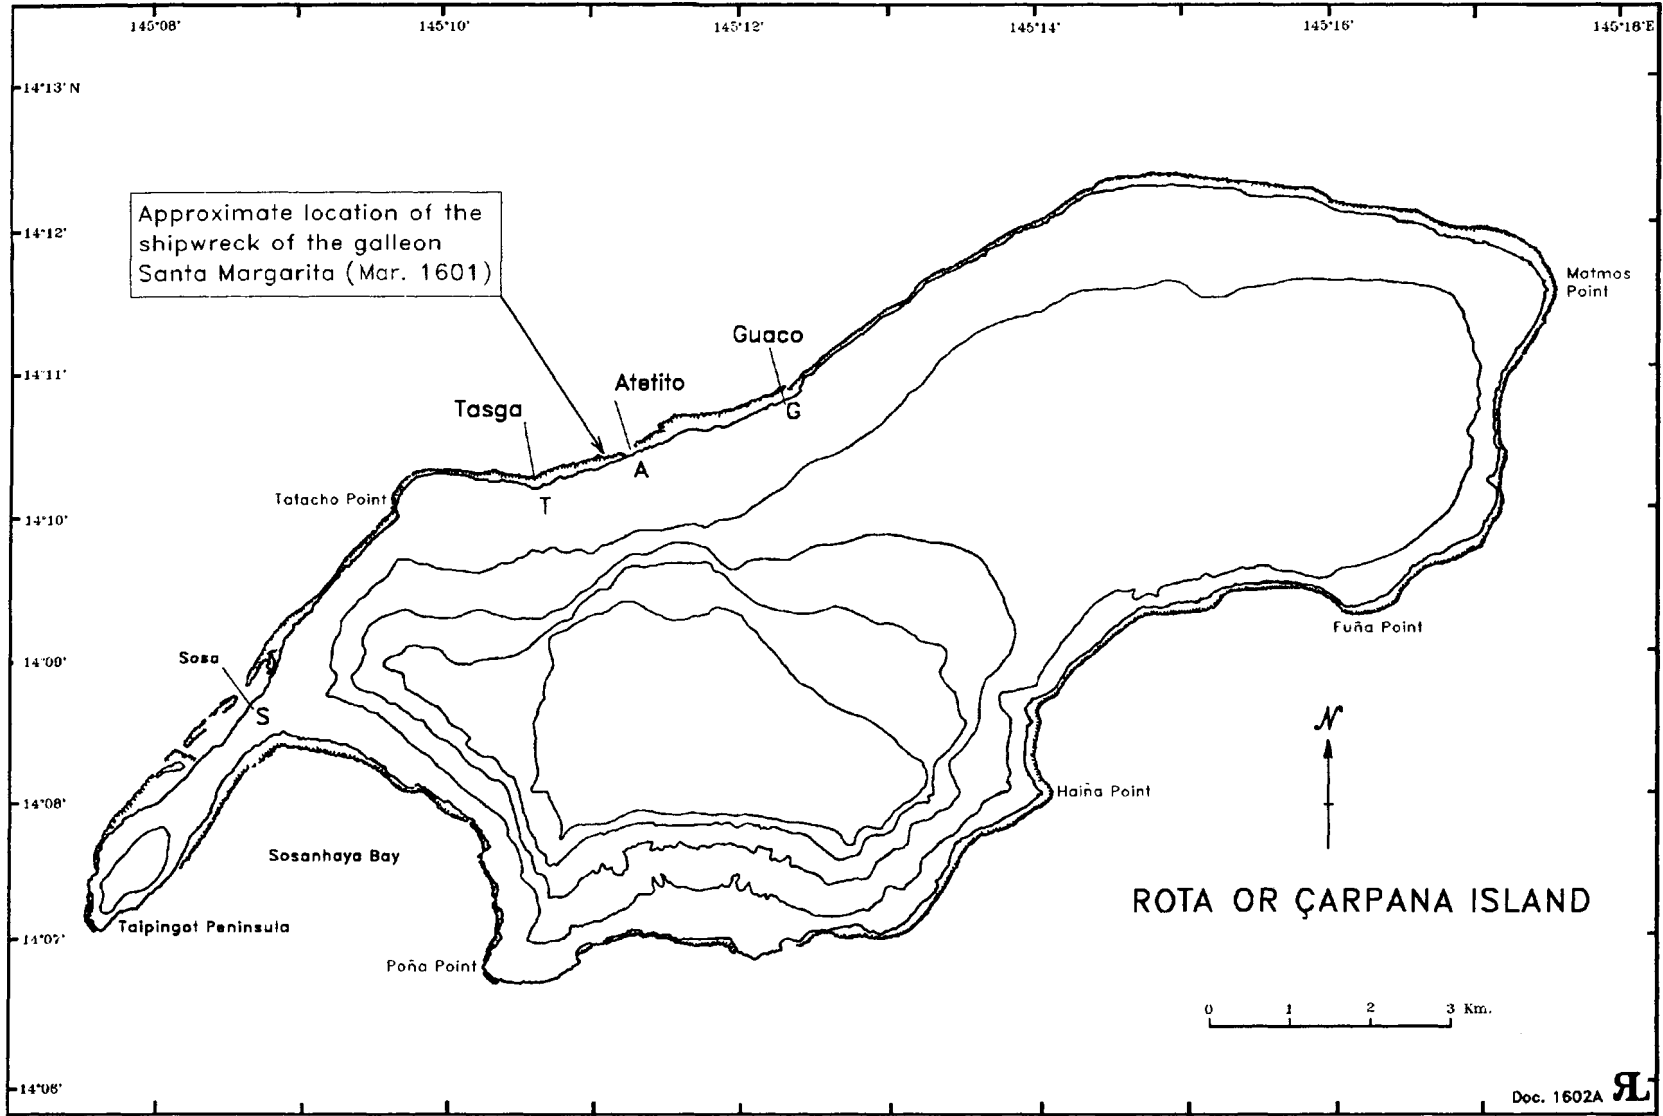 145°08'
145°10'
145°12'
145°14'
145°16'
145°18'E
14°13'N
Approximate location of the
shipwreck of the galleon
Santa Margarita (Mar. 1601)
14°12'
Matmos
Point
Guaco
14°11'
Atetito
Tasga
G
A
Tatacho Point
T
14°10'
Fuña Point
Sosa
14°09'
S
N
Haiña Point
14°08'
Sosanhaya Bay
ROTA OR ÇARPANA ISLAND
Taipingot Peninsula
14°07'
Poña Point
0 1 2 3 Km.
14°06'
Doc. 1602A RL